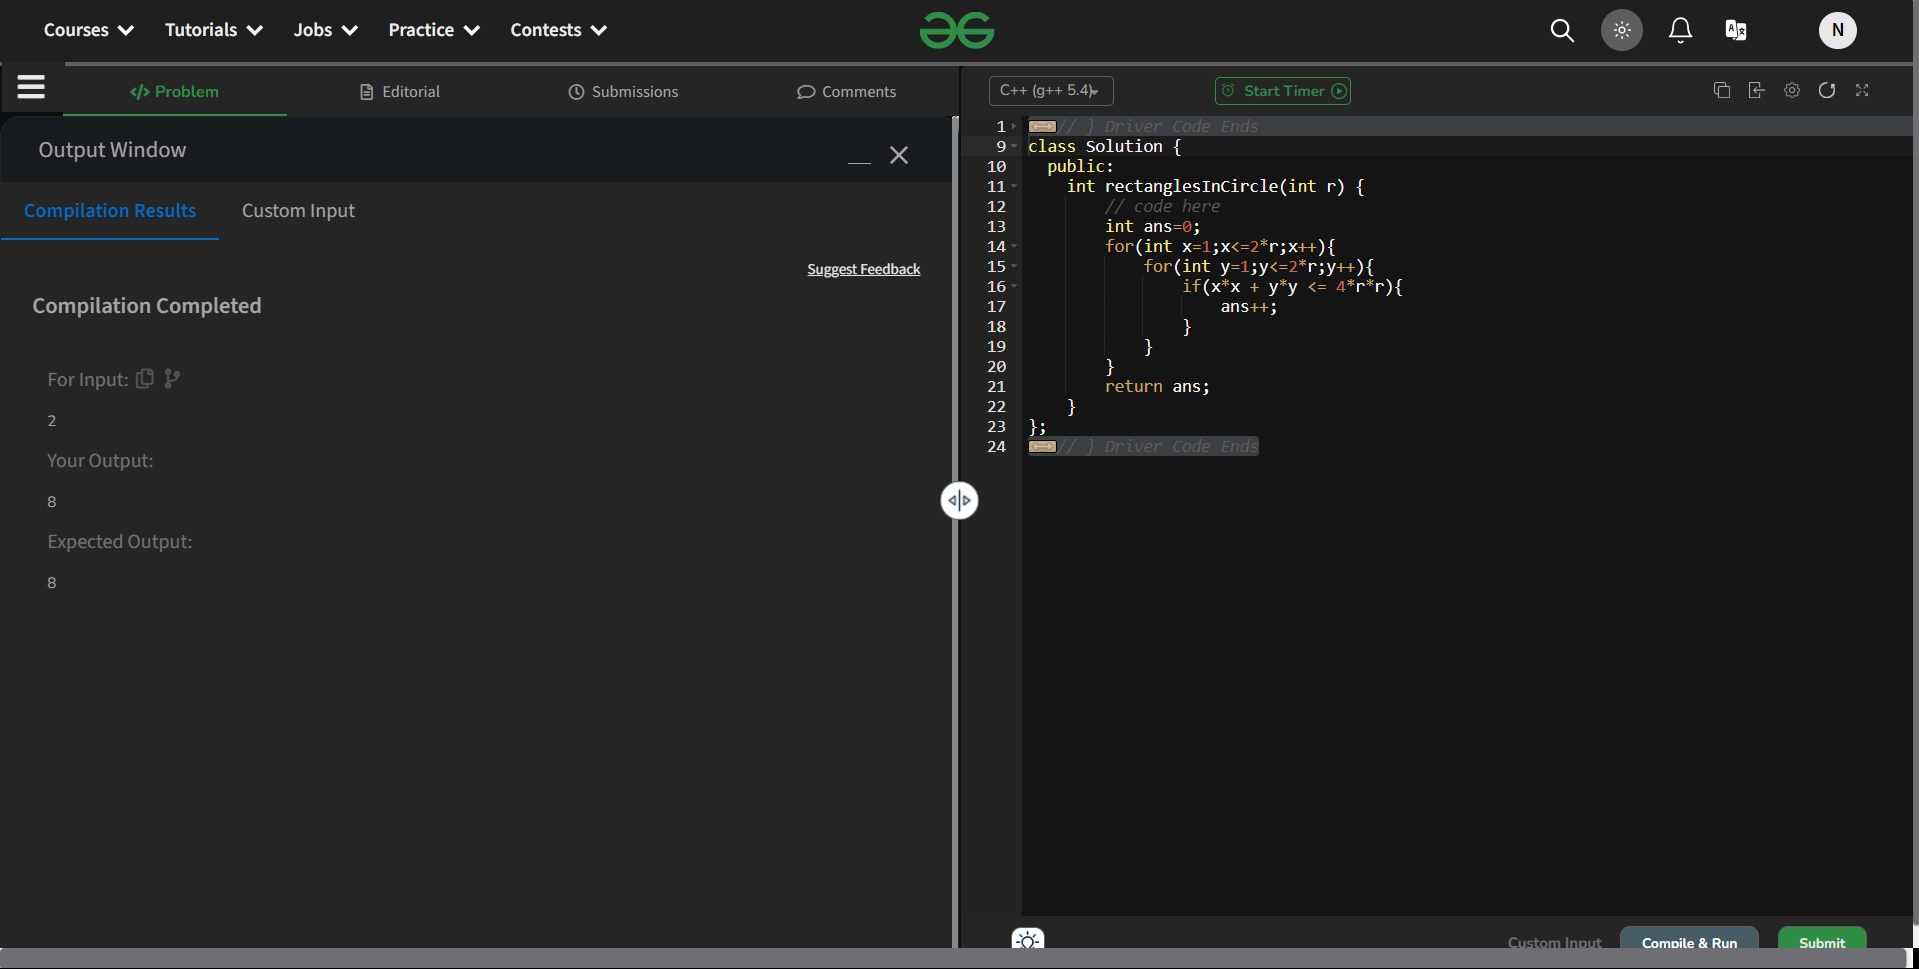 Courses Tutorials Jobs Practice Contests
N
</> Problem Editorial Submissions Comments
C++ (g++ 5.4) Start Timer
Output Window
Compilation Results Custom Input
Suggest Feedback
Compilation Completed
For Input:
2
Your Output:
8
Expected Output:
8
1 // } Driver Code Ends
9 class Solution {
10 public:
11 int rectanglesInCircle(int r) {
12 // code here
13 int ans=0;
14 for(int x=1;x<=2*r;x++){
15 for(int y=1;y<=2*r;y++){
16 if(x*x + y*y <= 4*r*r){
17 ans++;
18 }
19 }
20 }
21 return ans;
22 }
23 };
24 // } Driver Code Ends
Custom Input Compile & Run Submit